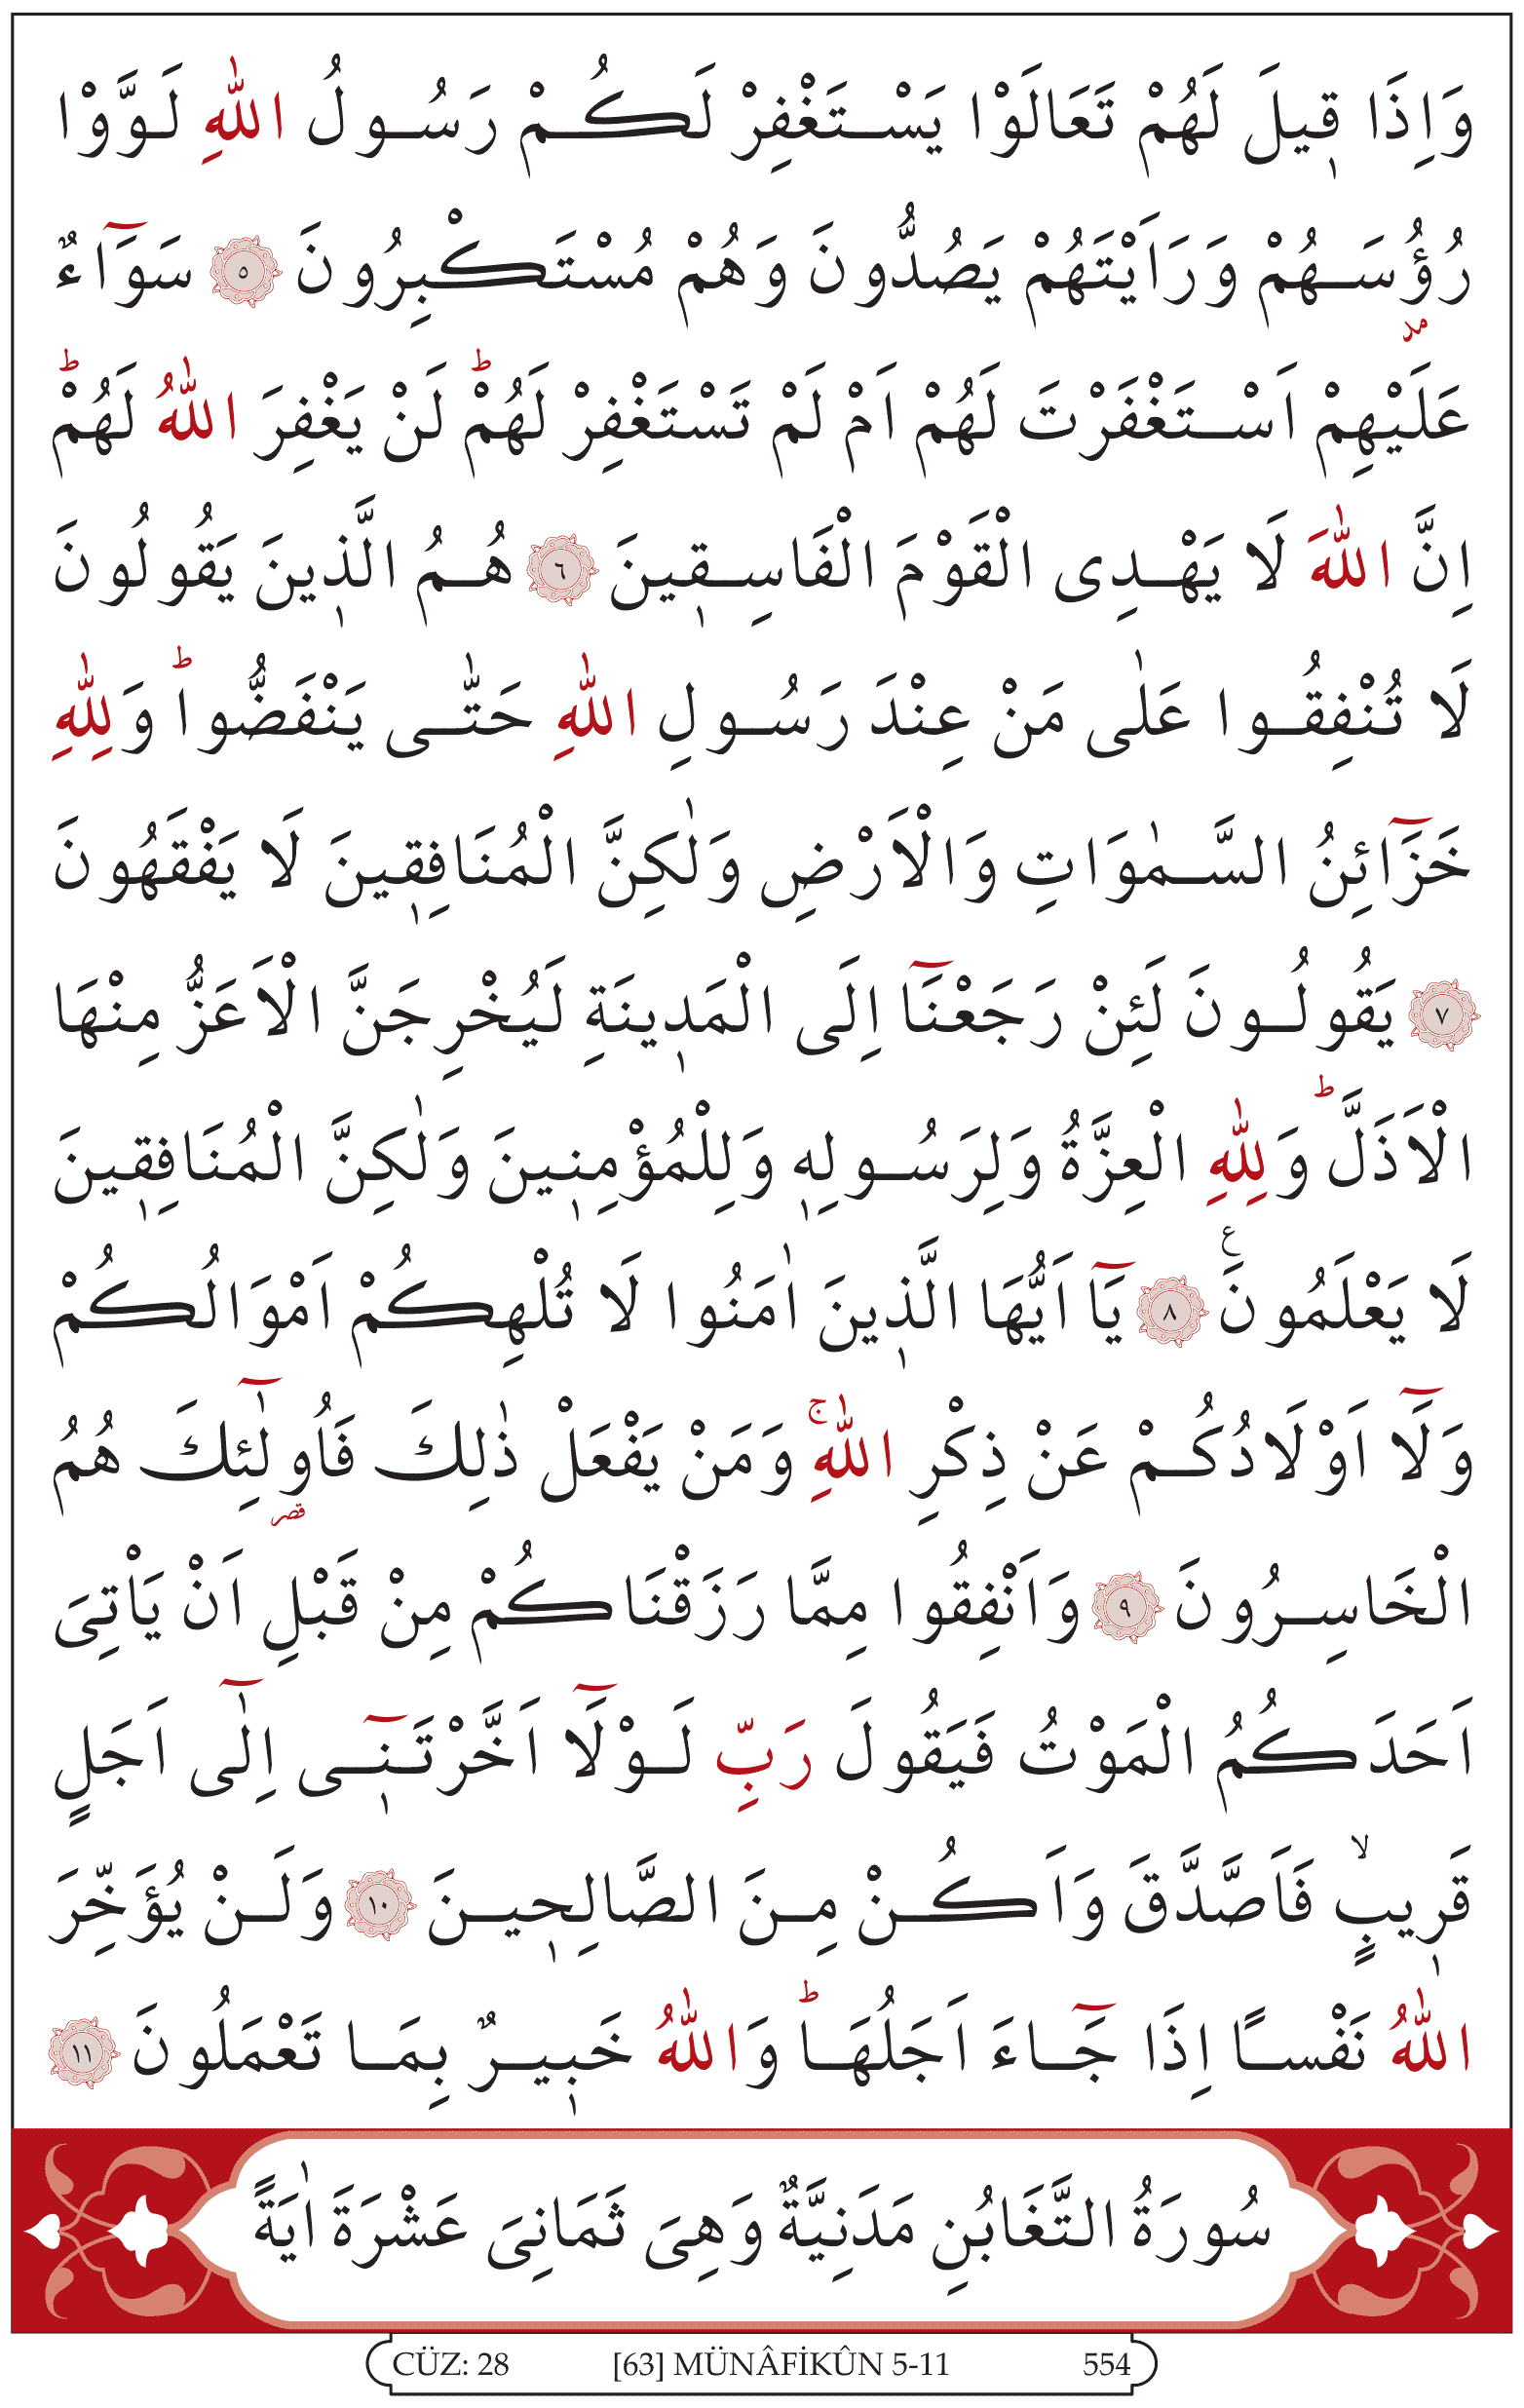 وَاِذَا قٖيلَ لَهُمْ تَعَالَوْا يَسْتَغْفِرْ لَكُمْ رَسُولُ اللّٰهِ لَوَّوْا
رُؤُسَهُمْ وَرَاَيْتَهُمْ يَصُدُّونَ وَهُمْ مُسْتَكْبِرُونَ ٥ سَوَٓاءٌ
عَلَيْهِمْ اَسْتَغْفَرْتَ لَهُمْ اَمْ لَمْ تَسْتَغْفِرْ لَهُمْؕ لَنْ يَغْفِرَ اللّٰهُ لَهُمْؕ
اِنَّ اللّٰهَ لَا يَهْدِى الْقَوْمَ الْفَاسِقٖينَ ٦ هُمُ الَّذٖينَ يَقُولُونَ
لَا تُنْفِقُوا عَلٰى مَنْ عِنْدَ رَسُولِ اللّٰهِ حَتّٰى يَنْفَضُّواؕ وَلِلّٰهِ
خَزَٓائِنُ السَّمٰوَاتِ وَالْاَرْضِ وَلٰكِنَّ الْمُنَافِقٖينَ لَا يَفْقَهُونَ
٧ يَقُولُونَ لَئِنْ رَجَعْنَٓا اِلَى الْمَدٖينَةِ لَيُخْرِجَنَّ الْاَعَزُّ مِنْهَا
الْاَذَلَّؕ وَلِلّٰهِ الْعِزَّةُ وَلِرَسُولِهٖ وَلِلْمُؤْمِنٖينَ وَلٰكِنَّ الْمُنَافِقٖينَ
لَا يَعْلَمُونَ ع ٨ يَٓا اَيُّهَا الَّذٖينَ اٰمَنُوا لَا تُلْهِكُمْ اَمْوَالُكُمْ
وَلَٓا اَوْلَادُكُمْ عَنْ ذِكْرِ اللّٰهِۚ وَمَنْ يَفْعَلْ ذٰلِكَ فَاُولٰٓئِكَ هُمُ
قصر
الْخَاسِرُونَ ٩ وَاَنْفِقُوا مِمَّا رَزَقْنَاكُمْ مِنْ قَبْلِ اَنْ يَاْتِىَ
اَحَدَكُمُ الْمَوْتُ فَيَقُولَ رَبِّ لَوْلَٓا اَخَّرْتَنٖٓى اِلٰٓى اَجَلٍ
قَرٖيبٍۙ فَاَصَّدَّقَ وَاَكُنْ مِنَ الصَّالِحٖينَ ١٠ وَلَنْ يُؤَخِّرَ
اللّٰهُ نَفْسًا اِذَا جَٓاءَ اَجَلُهَاؕ وَاللّٰهُ خَبٖيرٌ بِمَا تَعْمَلُونَ ١١
سُورَةُ التَّغَابُنِ مَدَنِيَّةٌ وَهِىَ ثَمَانِىَ عَشْرَةَ اٰيَةً
CÜZ: 28 [63] MÜNÂFİKÛN 5-11 554